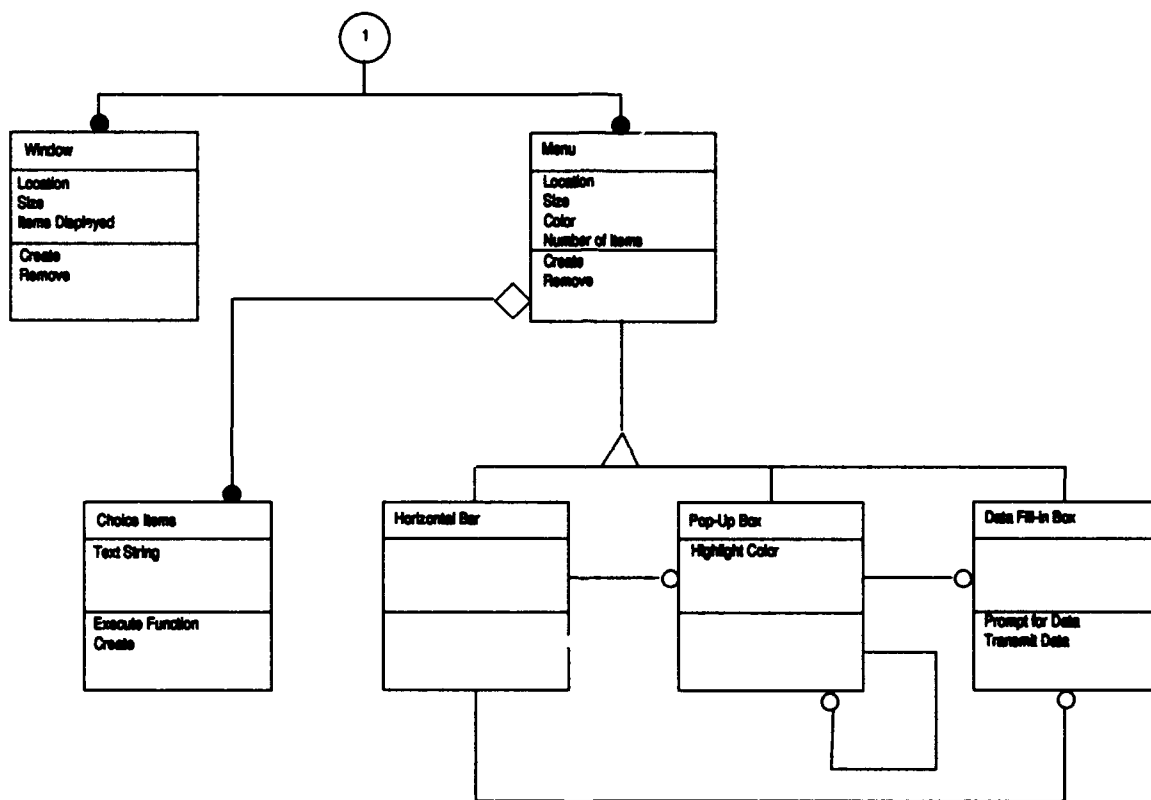 1
Window
Location
Size
Items Displayed
Create
Remove
Menu
Location
Size
Color
Number of Items
Create
Remove
Choice Items
Text String
Execute Function
Create
Horizontal Bar
Pop-Up Box
Highlight Color
Data Fill-in Box
Prompt for Data
Transmit Data